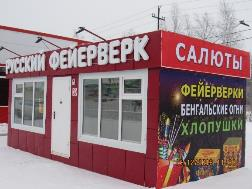 РУССКИЙ ФЕЙЕРВЕРК
САЛЮТЫ
ФЕЙЕРВЕРКИ
БЕНГАЛЬСКИЕ ОГНИ
ХЛОПУШКИ